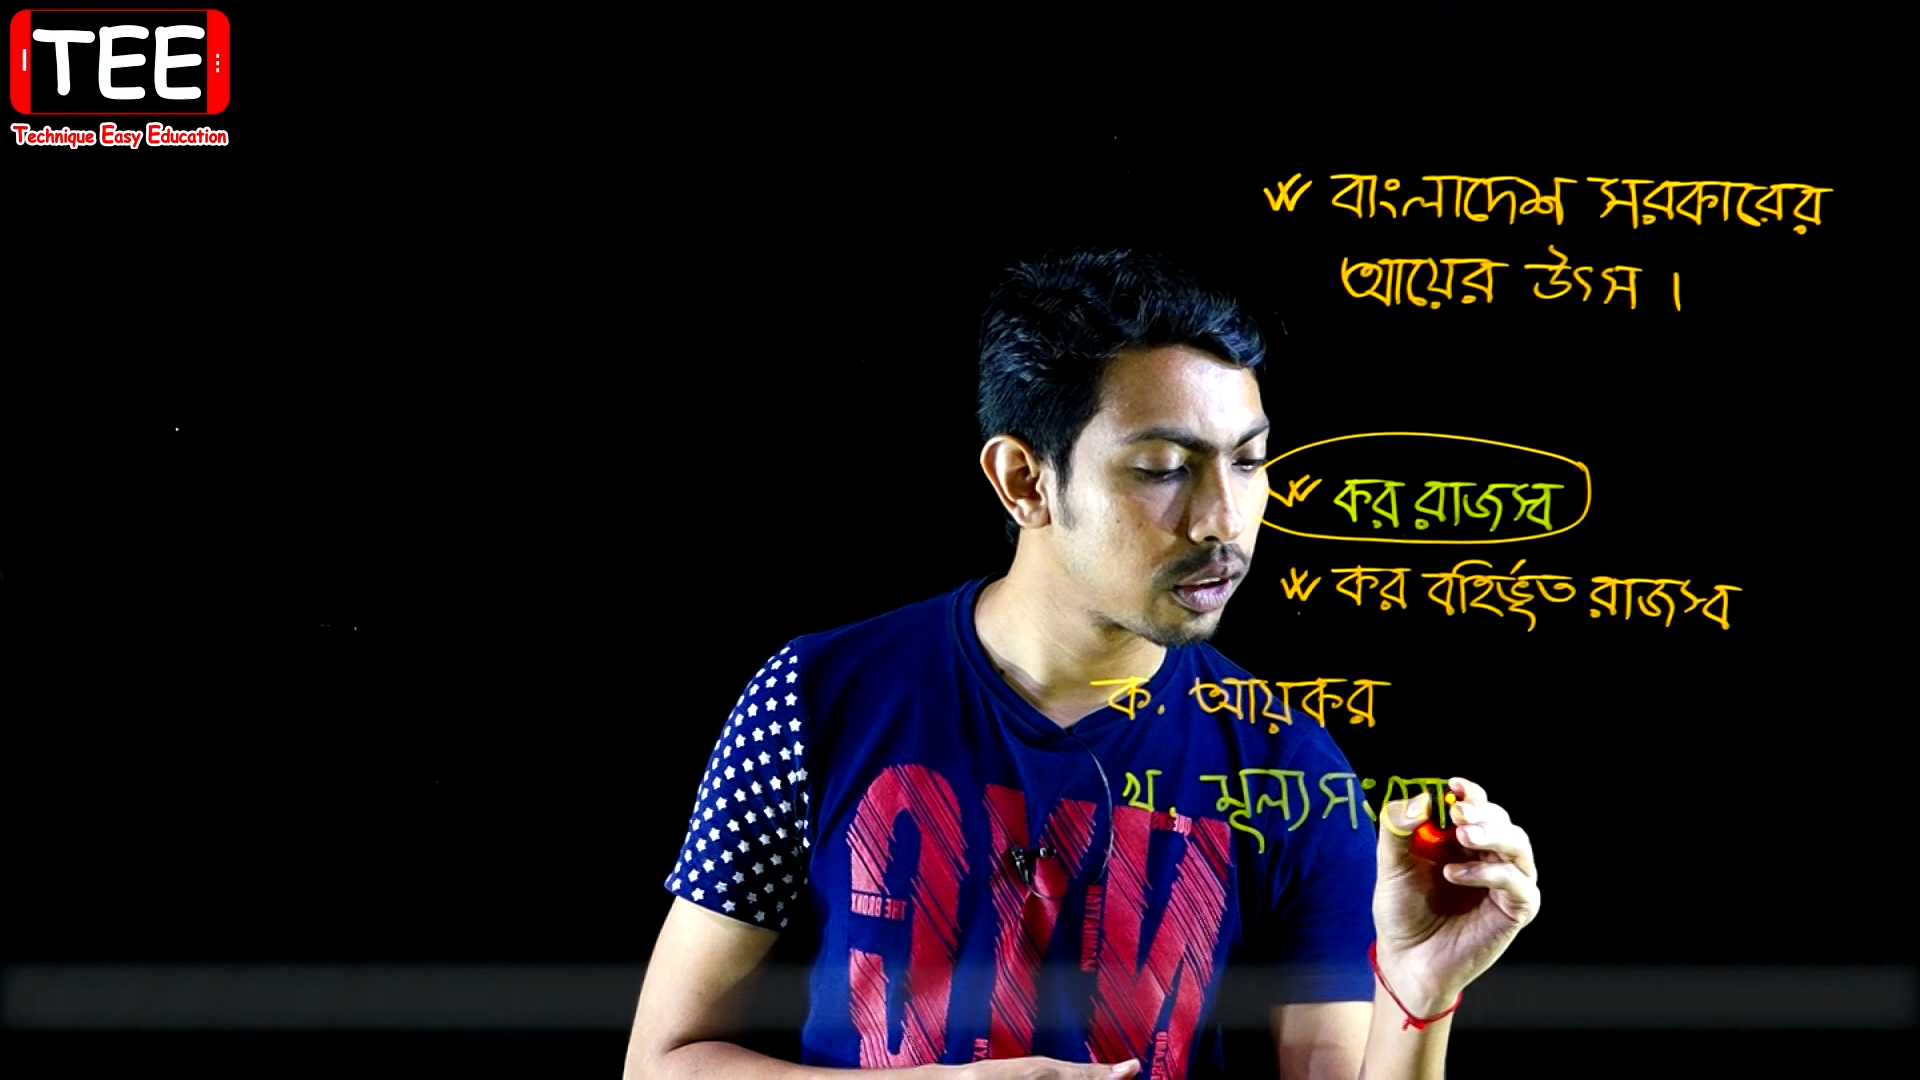 TEE
Technique Easy Education
বাংলাদেশ সরকারের
আয়ের উৎস ।
কর রাজস্ব
কর বহির্ভূত রাজস্ব
ক. আয়কর
খ. মূল্য সংযো